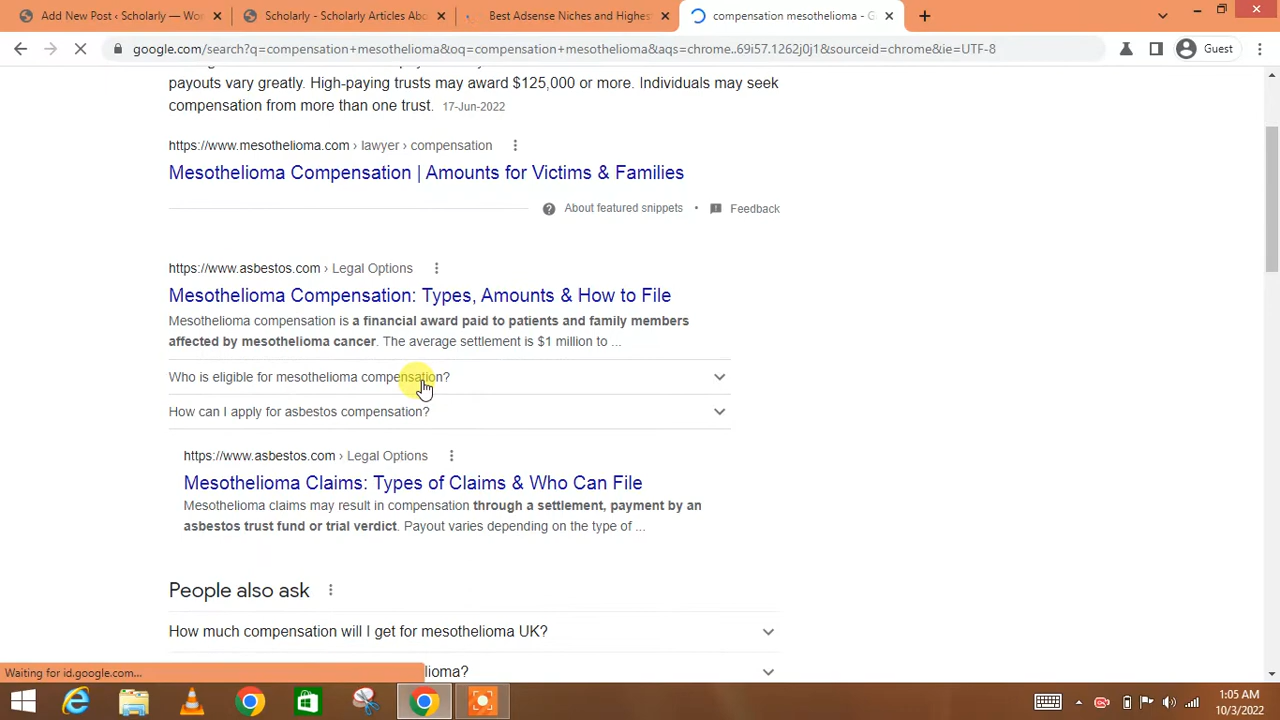 Add New Post ‹ Scholarly — Wor
Scholarly - Scholarly Articles Abo
Best Adsense Niches and Highes
compensation mesothelioma - G
google.com/search?q=compensation+mesothelioma&oq=compensation+mesothelioma&aqs=chrome..69i57.1262j0j1&sourceid=chrome&ie=UTF-8
Guest
payouts vary greatly. High-paying trusts may award $125,000 or more. Individuals may seek
compensation from more than one trust. 17-Jun-2022
https://www.mesothelioma.com › lawyer › compensation
Mesothelioma Compensation | Amounts for Victims & Families
About featured snippets • Feedback
https://www.asbestos.com › Legal Options
Mesothelioma Compensation: Types, Amounts & How to File
Mesothelioma compensation is a financial award paid to patients and family members
affected by mesothelioma cancer. The average settlement is $1 million to ...
Who is eligible for mesothelioma compensation?
How can I apply for asbestos compensation?
https://www.asbestos.com › Legal Options
Mesothelioma Claims: Types of Claims & Who Can File
Mesothelioma claims may result in compensation through a settlement, payment by an
asbestos trust fund or trial verdict. Payout varies depending on the type of ...
People also ask
How much compensation will I get for mesothelioma UK?
lioma?
Waiting for id.google.com...
1:05 AM
10/3/2022